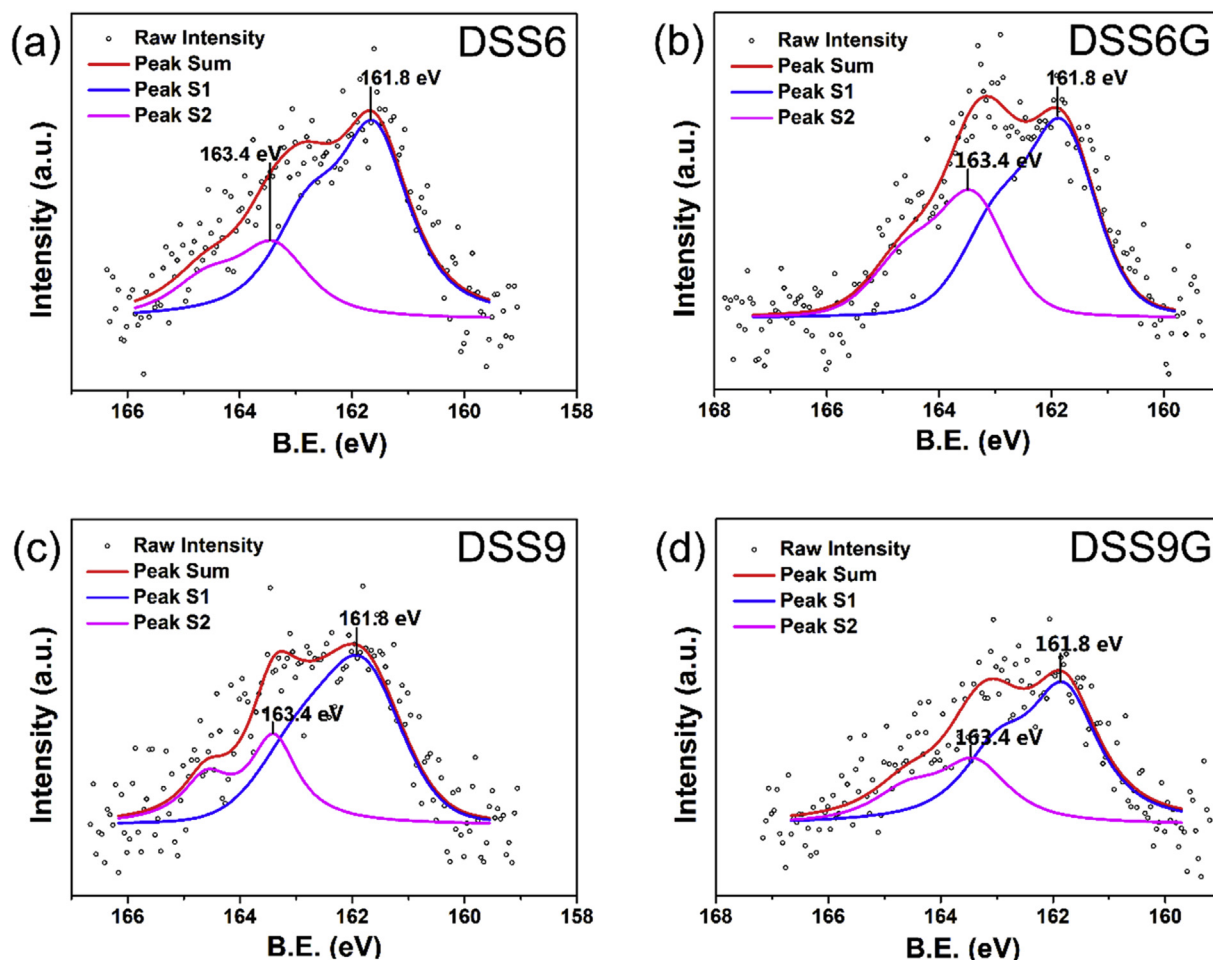 (a)
DSS6
Raw Intensity
Peak Sum
Peak S1
Peak S2
161.8 eV
163.4 eV
Intensity (a.u.)
166 164 162 160 158
B.E. (eV)
(b)
DSS6G
Raw Intensity
Peak Sum
Peak S1
Peak S2
161.8 eV
163.4 eV
Intensity (a.u.)
168 166 164 162 160
B.E. (eV)
(c)
DSS9
Raw Intensity
Peak Sum
Peak S1
Peak S2
161.8 eV
163.4 eV
Intensity (a.u.)
166 164 162 160 158
B.E. (eV)
(d)
DSS9G
Raw Intensity
Peak Sum
Peak S1
Peak S2
161.8 eV
163.4 eV
Intensity (a.u.)
168 166 164 162 160
B.E. (eV)